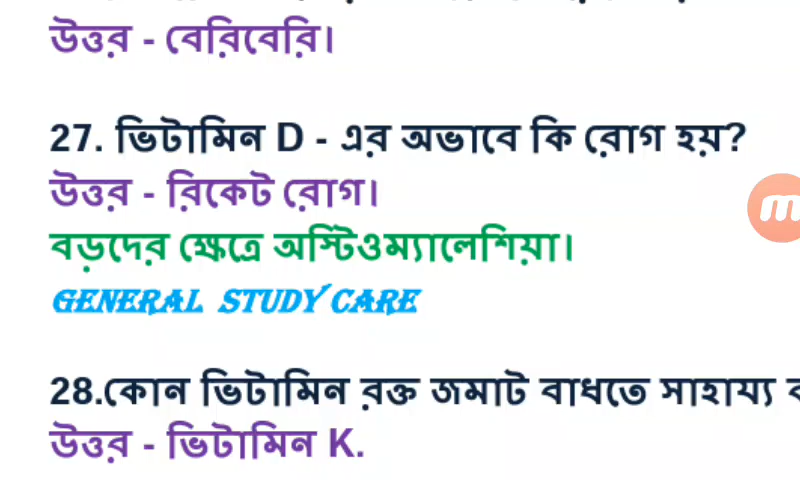 উত্তর - বেরিবেরি।
27. ভিটামিন D - এর অভাবে কি রোগ হয়?
উত্তর - রিকেট রোগ।
বড়দের ক্ষেত্রে অস্টিওম্যালেশিয়া।
GENERAL STUDY CARE
28.কোন ভিটামিন রক্ত জমাট বাধতে সাহায্য
উত্তর - ভিটামিন K.